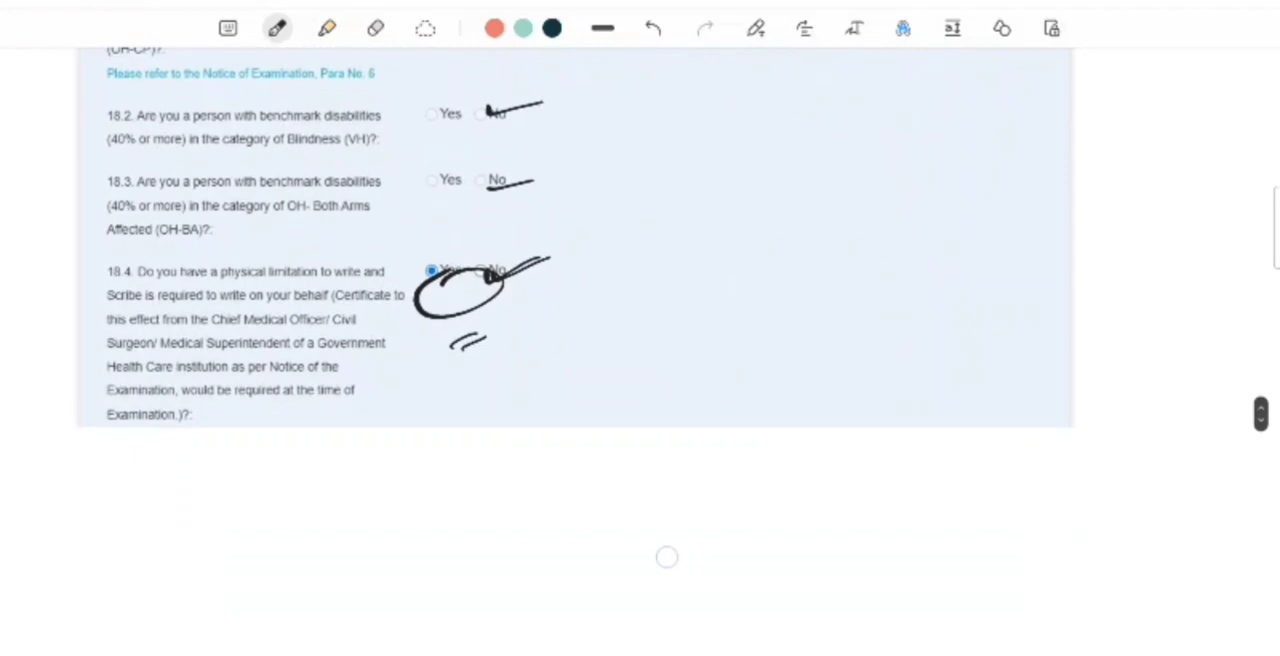 (OH-CP)?:
Please refer to the Notice of Examination, Para No. 6
18.2. Are you a person with benchmark disabilities
(40% or more) in the category of Blindness (VH)?:
Yes No
18.3. Are you a person with benchmark disabilities
(40% or more) in the category of OH- Both Arms
Affected (OH-BA)?:
Yes No
18.4. Do you have a physical limitation to write and
Scribe is required to write on your behalf (Certificate to
this effect from the Chief Medical Officer/ Civil
Surgeon/ Medical Superintendent of a Government
Health Care institution as per Notice of the
Examination, would be required at the time of
Examination.)?:
Yes No